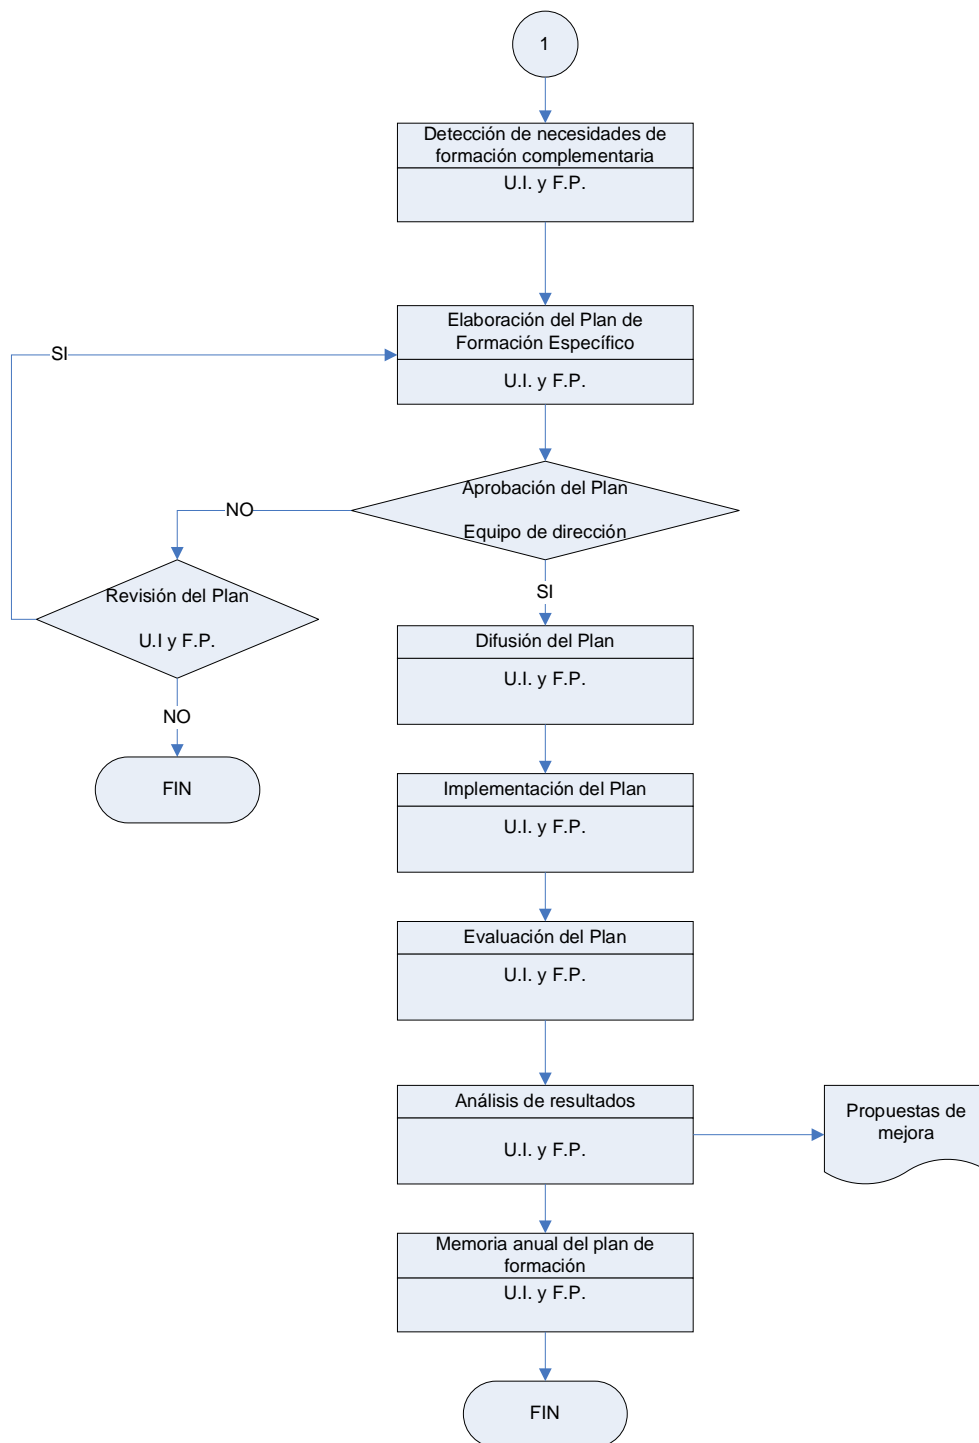 1
Detección de necesidades de
formación complementaria
U.I. y F.P.
Elaboración del Plan de
Formación Específico
U.I. y F.P.
SI
Aprobación del Plan
Equipo de dirección
NO
SI
Revisión del Plan
U.I y F.P.
NO
FIN
Difusión del Plan
U.I. y F.P.
Implementación del Plan
U.I. y F.P.
Evaluación del Plan
U.I. y F.P.
Análisis de resultados
U.I. y F.P.
Propuestas de
mejora
Memoria anual del plan de
formación
U.I. y F.P.
FIN